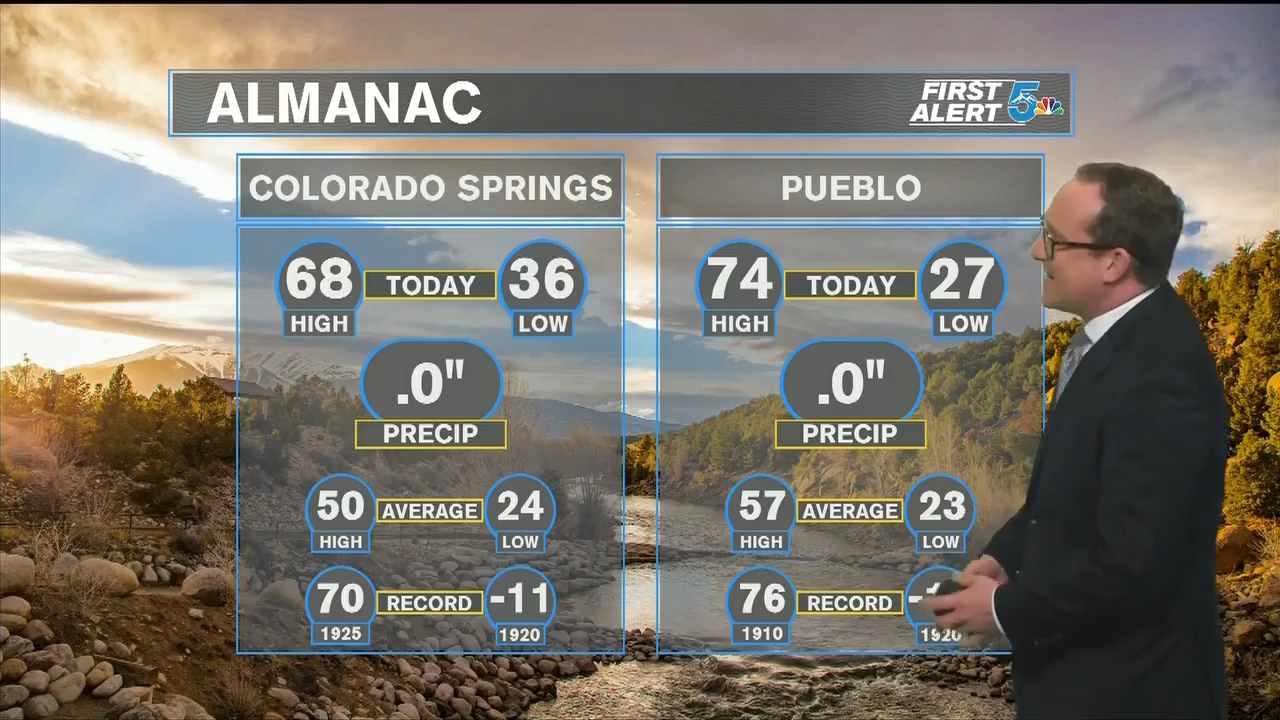 ALMANAC
FIRST
ALERT 5
COLORADO SPRINGS
68 TODAY 36
HIGH LOW
.0"
PRECIP
50 AVERAGE 24
HIGH LOW
70 RECORD -11
1925 1920
PUEBLO
74 TODAY 27
HIGH LOW
.0"
PRECIP
57 AVERAGE 23
HIGH LOW
76 RECORD
1910 1920